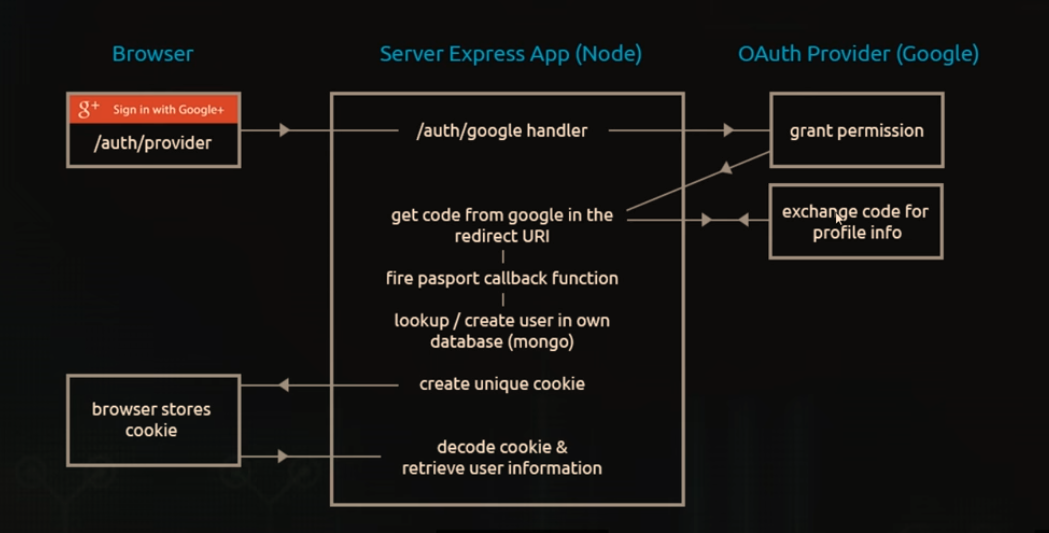 Browser
Server Express App (Node)
OAuth Provider (Google)
g+ Sign in with Google+
/auth/provider
/auth/google handler
grant permission
get code from google in the
redirect URI
exchange code for
profile info
fire pasport callback function
lookup / create user in own
database (mongo)
create unique cookie
browser stores
cookie
decode cookie &
retrieve user information